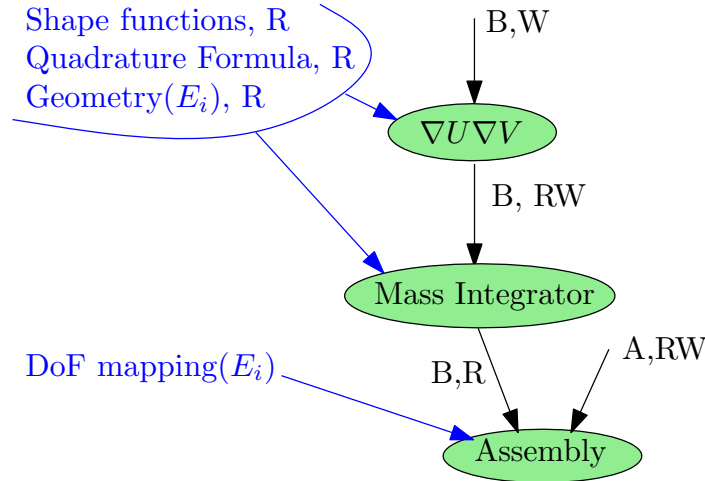 Shape functions, R
Quadrature Formula, R
Geometry(E_i), R
B,W
∇U∇V
B, RW
Mass Integrator
DoF mapping(E_i)
B,R
A,RW
Assembly